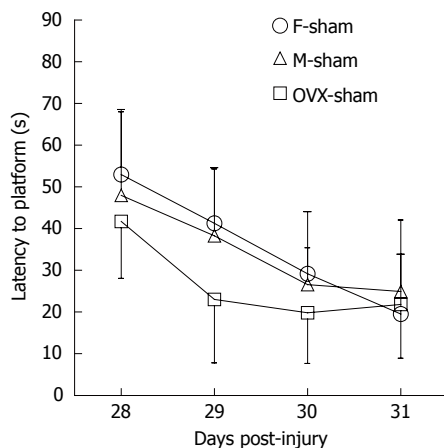 F-sham
M-sham
OVX-sham
Latency to platform (s)
90
80
70
60
50
40
30
20
10
0
28 29 30 31
Days post-injury